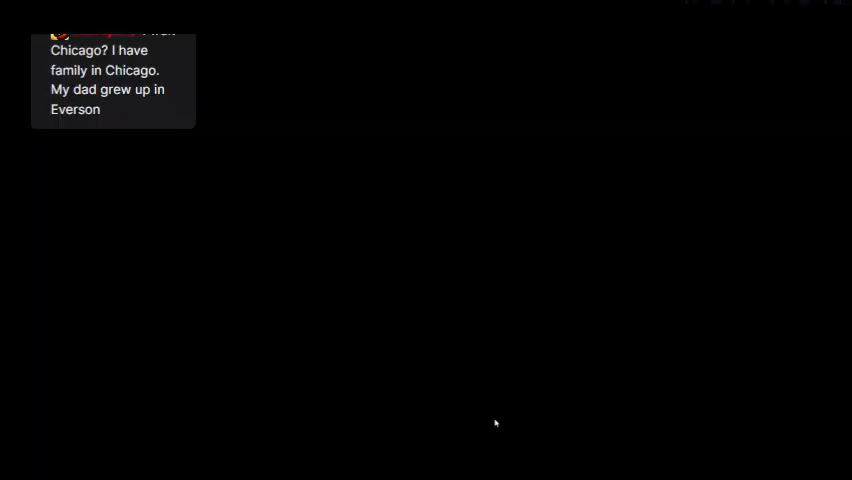 Chicago? I have
family in Chicago.
My dad grew up in
Everson